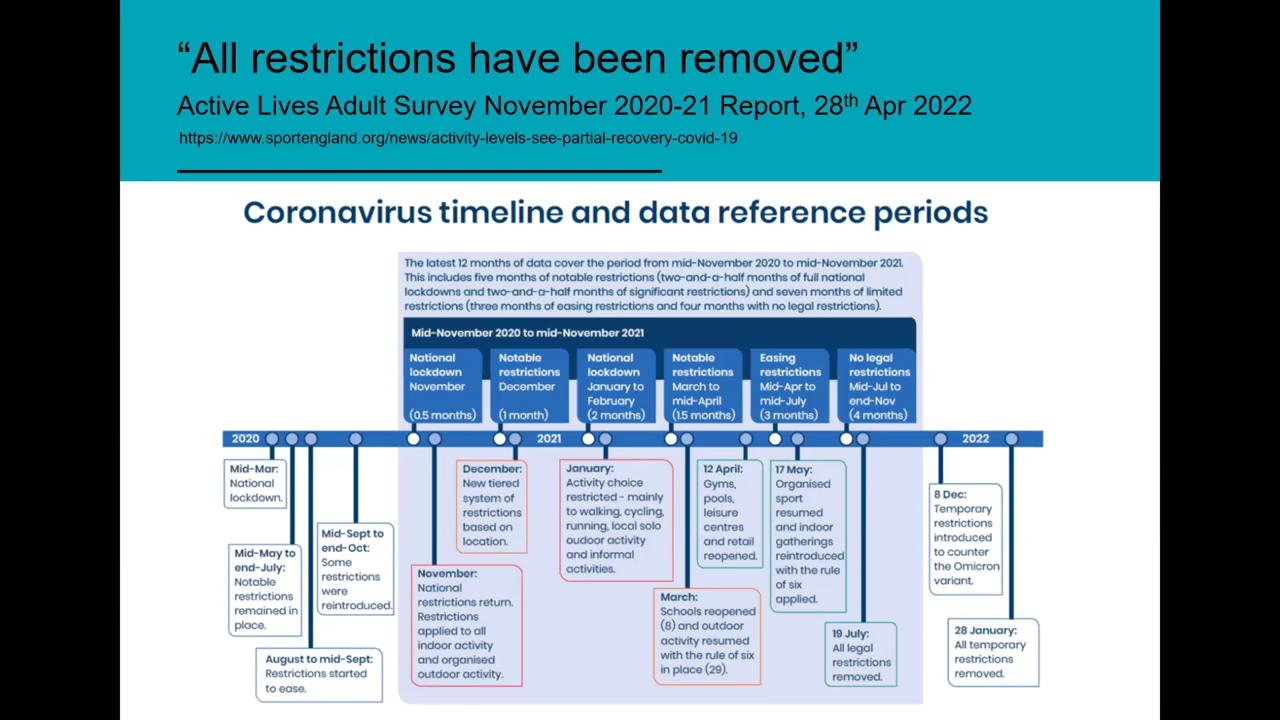 “All restrictions have been removed”
Active Lives Adult Survey November 2020-21 Report, 28th Apr 2022
https://www.sportengland.org/news/activity-levels-see-partial-recovery-covid-19
Coronavirus timeline and data reference periods
The latest 12 months of data cover the period from mid-November 2020 to mid-November 2021.
This includes five months of notable restrictions (two-and-a-half months of full national
lockdowns and two-and-a-half months of significant restrictions) and seven months of limited
restrictions (three months of easing restrictions and four months with no legal restrictions).
Mid-November 2020 to mid-November 2021
National
lockdown
November
(0.5 months)
Notable
restrictions
December
(1 month)
National
lockdown
January to
February
(2 months)
Notable
restrictions
March to
mid-April
(1.5 months)
Easing
restrictions
Mid-Apr to
mid-July
(3 months)
No legal
restrictions
Mid-Jul to
end-Nov
(4 months)
2020
2021
2022
Mid-Mar:
National
lockdown.
Mid-May to
end-July:
Notable
restrictions
remained in
place.
August to mid-Sept:
Restrictions started
to ease.
Mid-Sept to
end-Oct:
Some
restrictions
were
reintroduced.
November:
National
restrictions return.
Restrictions
applied to all
indoor activity
and organised
outdoor activity.
December:
New tiered
system of
restrictions
based on
location.
January:
Activity choice
restricted - mainly
to walking, cycling,
running, local solo
oudoor activity
and informal
activities.
March:
Schools reopened
(8) and outdoor
activity resumed
with the rule of six
in place (29).
12 April:
Gyms,
pools,
leisure
centres
and retail
reopened.
17 May:
Organised
sport
resumed
and indoor
gatherings
reintroduced
with the rule
of six
applied.
19 July:
All legal
restrictions
removed.
8 Dec:
Temporary
restrictions
introduced
to counter
the Omicron
variant.
28 January:
All temporary
restrictions
removed.